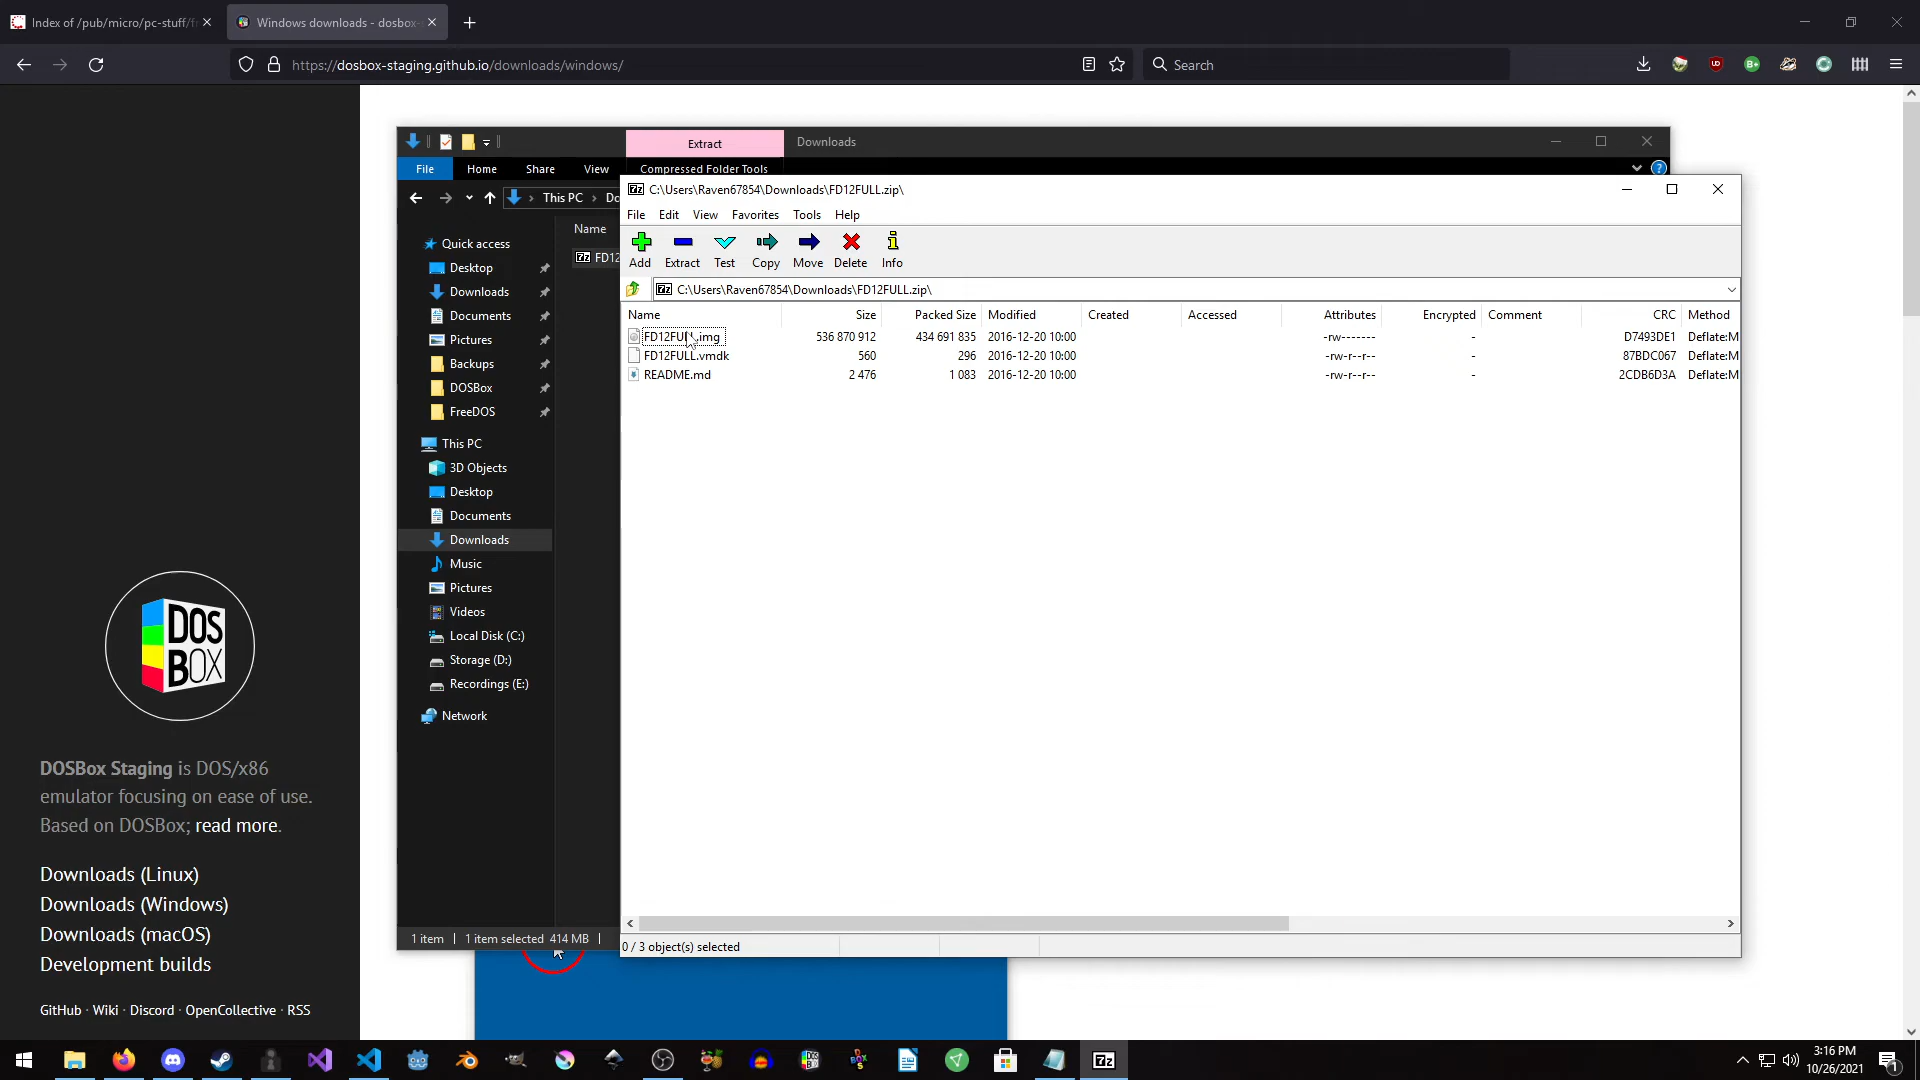 Index of /pub/micro/pc-stuff/fr
Windows downloads - dosbox-s
https://dosbox-staging.github.io/downloads/windows/
Search
Extract
Downloads
File
Home
Share
View
Compressed Folder Tools
This PC
Do
Name
FD12
Quick access
Desktop
Downloads
Documents
Pictures
Backups
DOSBox
FreeDOS
This PC
3D Objects
Desktop
Documents
Downloads
Music
Pictures
Videos
Local Disk (C:)
Storage (D:)
Recordings (E:)
Network
1 item
1 item selected 414 MB
C:\Users\Raven67854\Downloads\FD12FULL.zip\
File Edit View Favorites Tools Help
Add Extract Test Copy Move Delete Info
C:\Users\Raven67854\Downloads\FD12FULL.zip\
Name Size Packed Size Modified Created Accessed Attributes Encrypted Comment CRC Method
FD12FULL.img 536 870 912 434 691 835 2016-12-20 10:00 -rw------- - D7493DE1 Deflate:M
FD12FULL.vmdk 560 296 2016-12-20 10:00 -rw-r--r-- - 87BDC067 Deflate:M
README.md 2 476 1 083 2016-12-20 10:00 -rw-r--r-- - 2CDB6D3A Deflate:M
0 / 3 object(s) selected
DOS
BOX
DOSBox Staging is DOS/x86
emulator focusing on ease of use.
Based on DOSBox; read more.
Downloads (Linux)
Downloads (Windows)
Downloads (macOS)
Development builds
GitHub · Wiki · Discord · OpenCollective · RSS
3:16 PM
10/26/2021
1